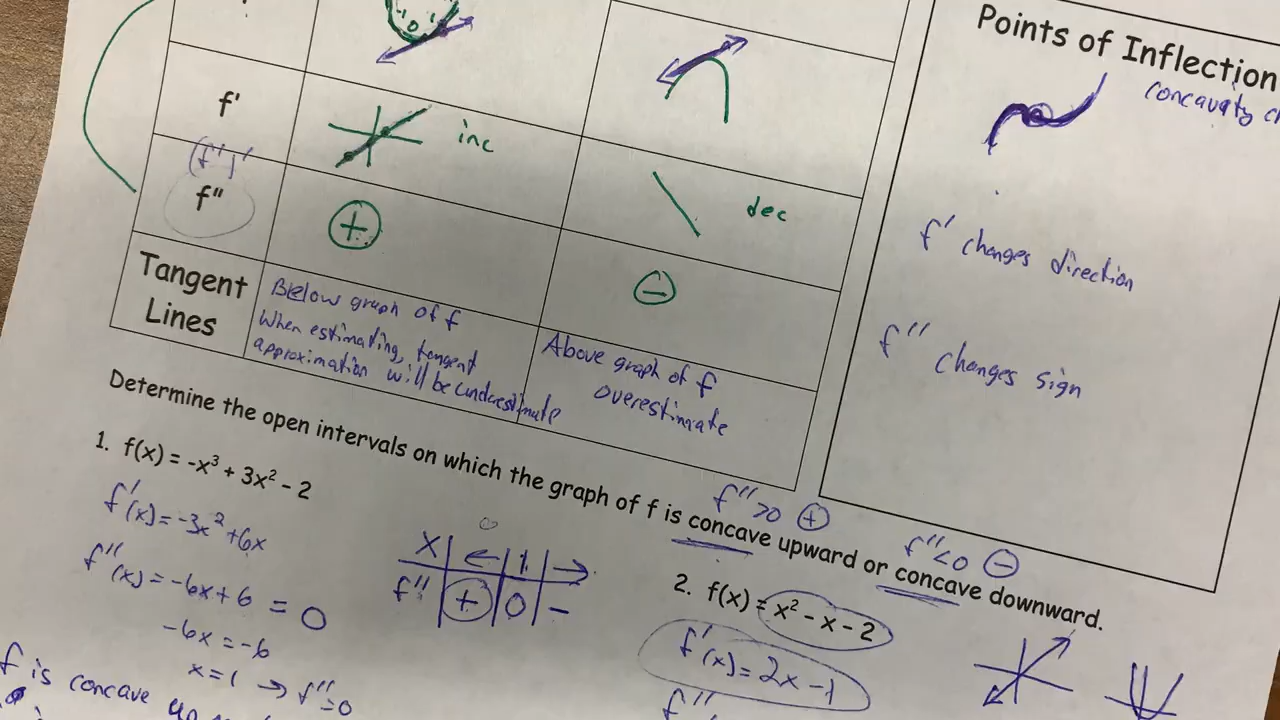 Points of Inflection
concavity
f'
inc
dec
(f')'
f''
+
−
f' changes direction
f'' changes sign
Tangent Lines
Below graph of f
When estimating, tangent
approximation will be underestimate
Above graph of f
overestimate
Determine the open intervals on which the graph of f is concave upward or concave downward.
f''>0 +
f''<0 −
1. f(x) = -x³ + 3x² - 2
f'(x) = -3x² + 6x
f''(x) = -6x + 6 = 0
-6x = -6
x = 1 → f'' = 0
f is concave up
0
X ← 1 →
f'' + 0 −
2. f(x) = x² - x - 2
f'(x) = 2x - 1
f''